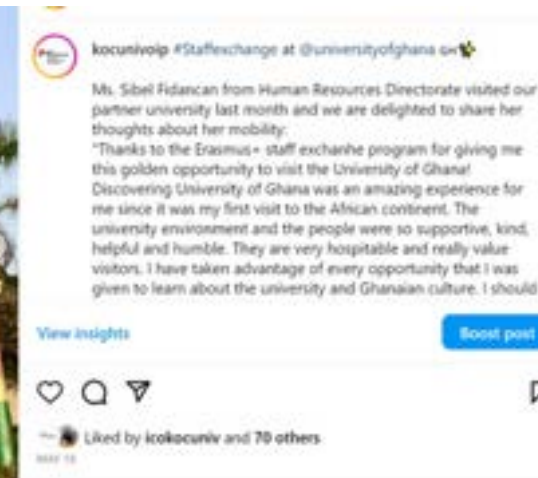 kocunivoip #Staffexchange at @universityofghana GH
Ms. Sibel Fidancan from Human Resources Directorate visited our
partner university last month and we are delighted to share her
thoughts about her mobility:
"Thanks to the Erasmus+ staff exchanhe program for giving me
this golden opportunity to visit the University of Ghana!
Discovering University of Ghana was an amazing experience for
me since it was my first visit to the African continent. The
university environment and the people were so supportive, kind,
helpful and humble. They are very hospitable and really value
visitors. I have taken advantage of every opportunity that I was
given to learn about the university and Ghanaian culture. I should
View insights
Boost post
Liked by icokocuniv and 70 others
MAY